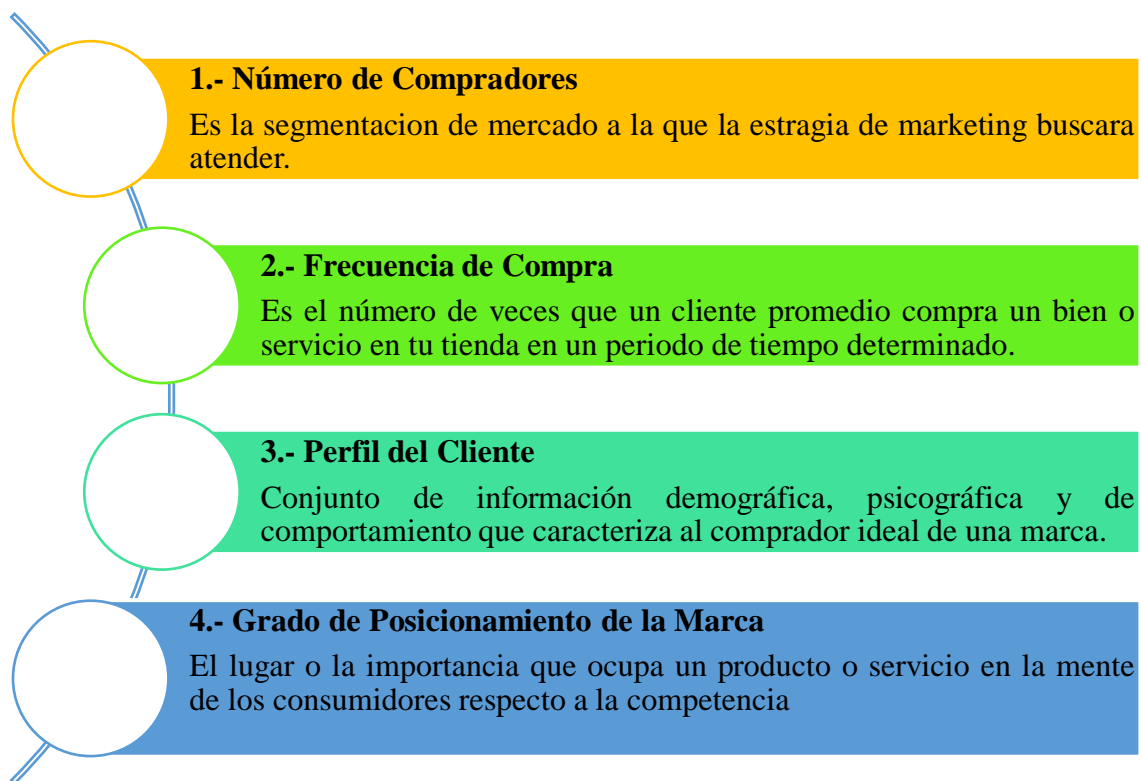 1.- Número de Compradores
Es la segmentacion de mercado a la que la estragia de marketing buscara
atender.
2.- Frecuencia de Compra
Es el número de veces que un cliente promedio compra un bien o
servicio en tu tienda en un periodo de tiempo determinado.
3.- Perfil del Cliente
Conjunto de información demográfica, psicográfica y de
comportamiento que caracteriza al comprador ideal de una marca.
4.- Grado de Posicionamiento de la Marca
El lugar o la importancia que ocupa un producto o servicio en la mente
de los consumidores respecto a la competencia